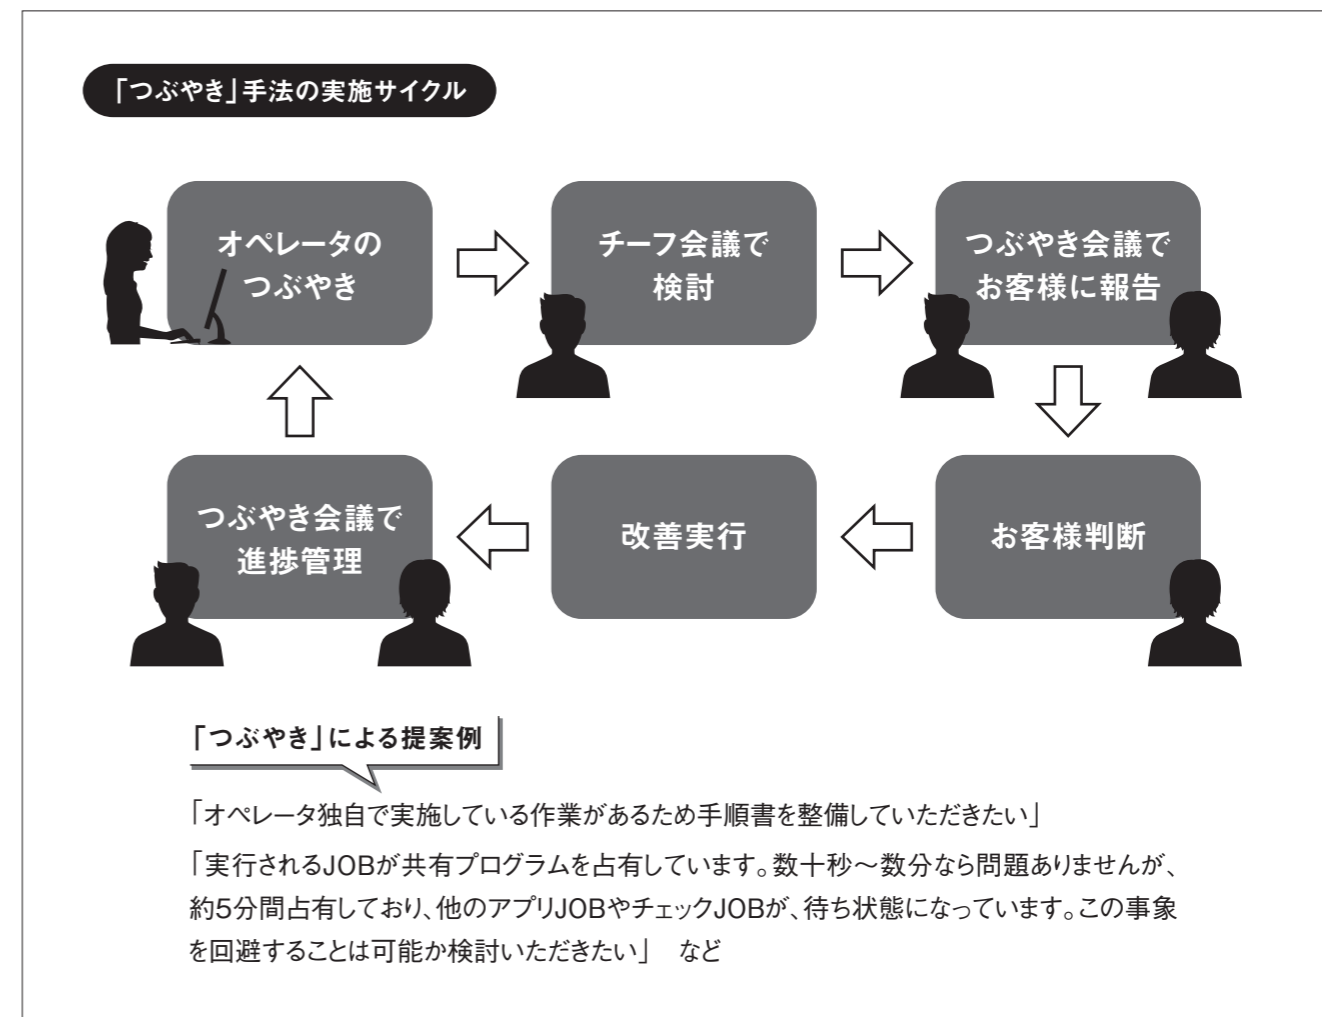 「つぶやき」手法の実施サイクル
オペレータの
つぶやき
チーフ会議で
検討
つぶやき会議で
お客様に報告
お客様判断
改善実行
つぶやき会議で
進捗管理
「つぶやき」による提案例
「オペレータ独自で実施している作業があるため手順書を整備していただきたい」
「実行されるJOBが共有プログラムを占有しています。数十秒～数分なら問題ありませんが、
約5分間占有しており、他のアプリJOBやチェックJOBが、待ち状態になっています。この事象
を回避することは可能か検討いただきたい」　など